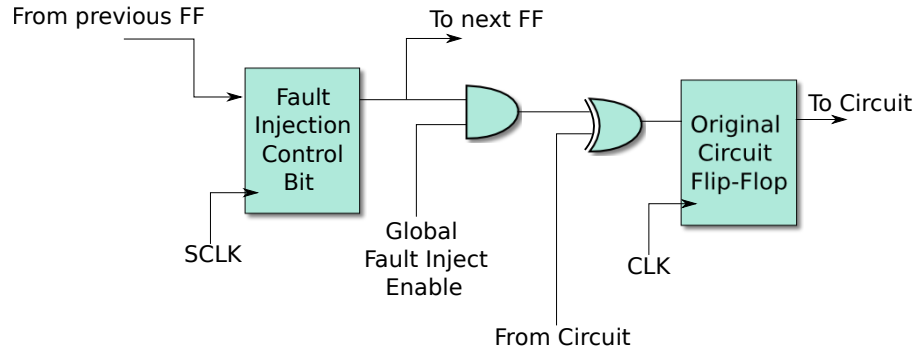 From previous FF
To next FF
Fault
Injection
Control
Bit
To Circuit
Original
Circuit
Flip-Flop
SCLK
Global
Fault Inject
Enable
CLK
From Circuit